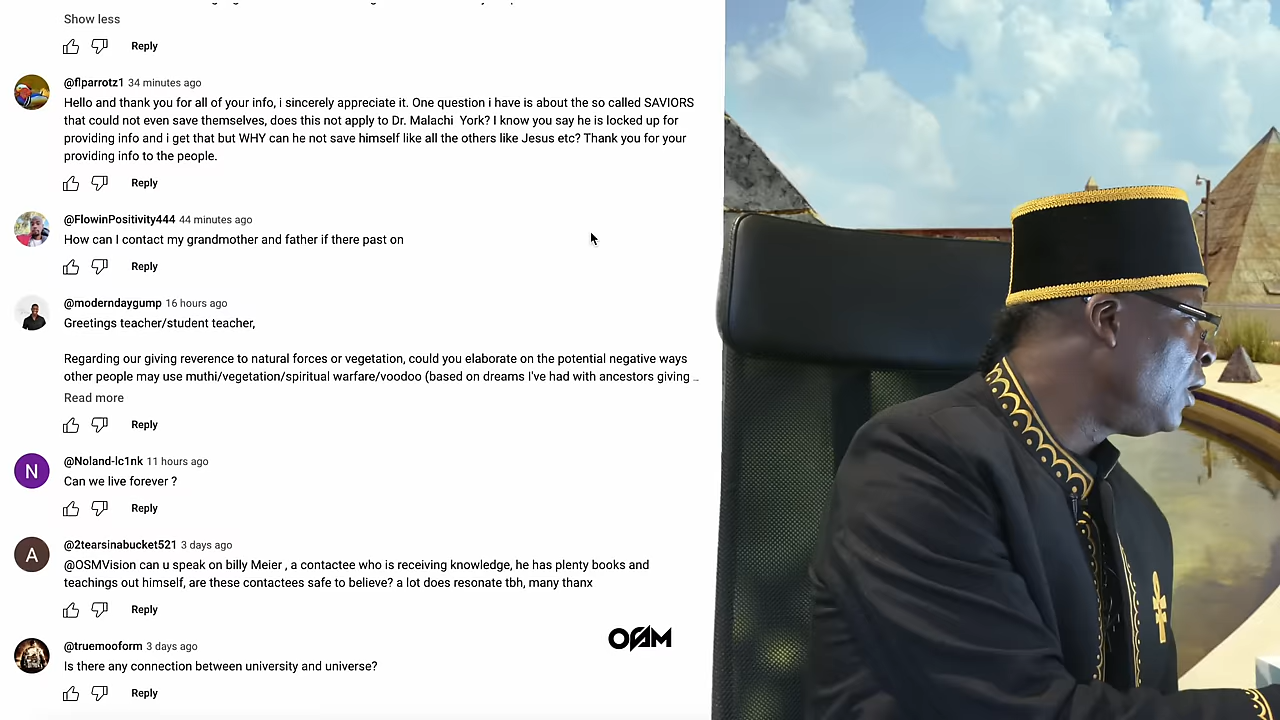 Show less
Reply
@flparrotz1 34 minutes ago
Hello and thank you for all of your info, i sincerely appreciate it. One question i have is about the so called SAVIORS
that could not even save themselves, does this not apply to Dr. Malachi York? I know you say he is locked up for
providing info and i get that but WHY can he not save himself like all the others like Jesus etc? Thank you for your
providing info to the people.
Reply
@FlowinPositivity444 44 minutes ago
How can I contact my grandmother and father if there past on
Reply
@moderndaygump 16 hours ago
Greetings teacher/student teacher,
Regarding our giving reverence to natural forces or vegetation, could you elaborate on the potential negative ways
other people may use muthi/vegetation/spiritual warfare/voodoo (based on dreams I've had with ancestors giving ...
Read more
Reply
N
@Noland-lc1nk 11 hours ago
Can we live forever ?
Reply
A
@2tearsinabucket521 3 days ago
@OSMVision can u speak on billy Meier , a contactee who is receiving knowledge, he has plenty books and
teachings out himself, are these contactees safe to believe? a lot does resonate tbh, many thanx
Reply
OSM
@truemooform 3 days ago
Is there any connection between university and universe?
Reply